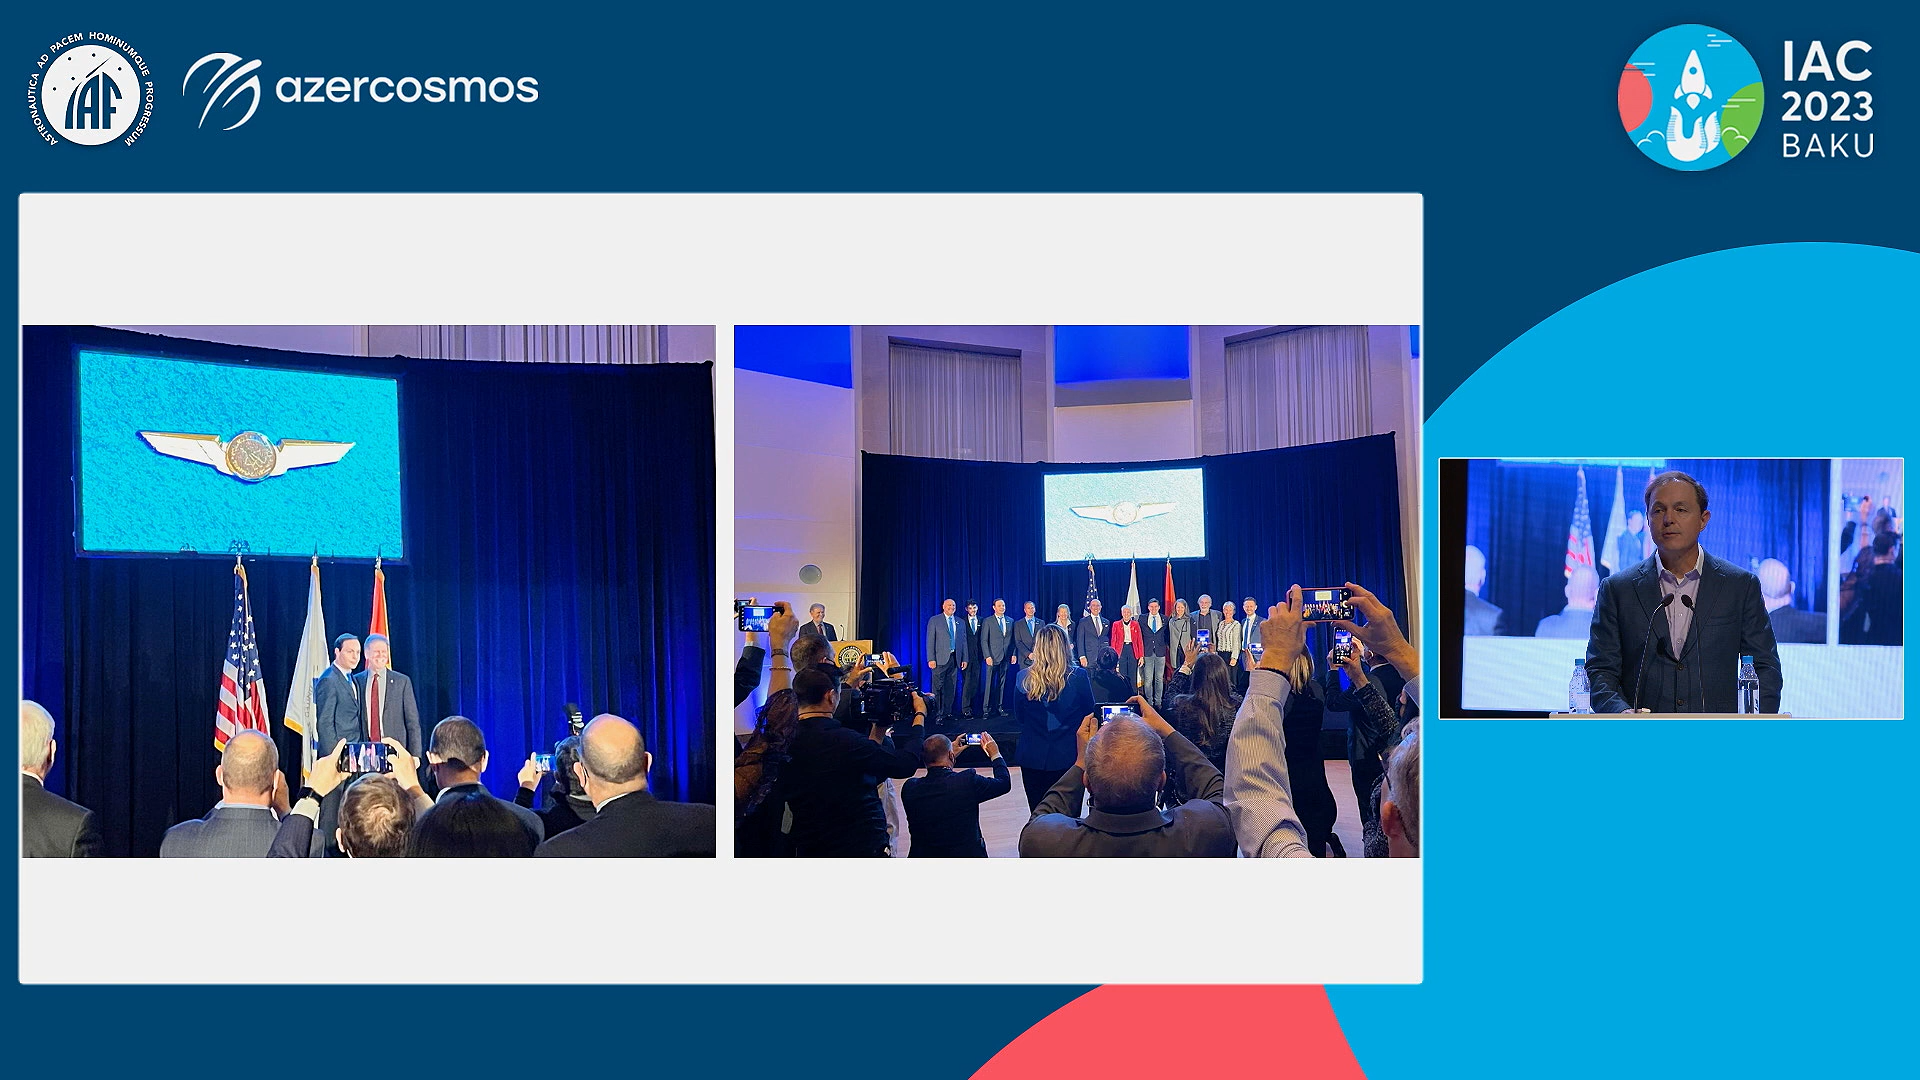 ASTRONAUTICA AD PACEM HOMINUMQUE PROGRESSUM
IAF
azercosmos
IAC
2023
BAKU